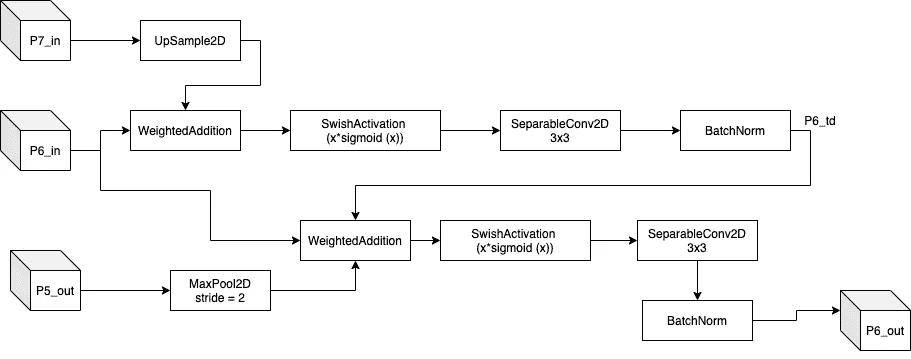 P7_in
UpSample2D
P6_in
WeightedAddition
SwishActivation
(x*sigmoid (x))
SeparableConv2D
3x3
BatchNorm
P6_td
WeightedAddition
SwishActivation
(x*sigmoid (x))
SeparableConv2D
3x3
P5_out
MaxPool2D
stride = 2
BatchNorm
P6_out